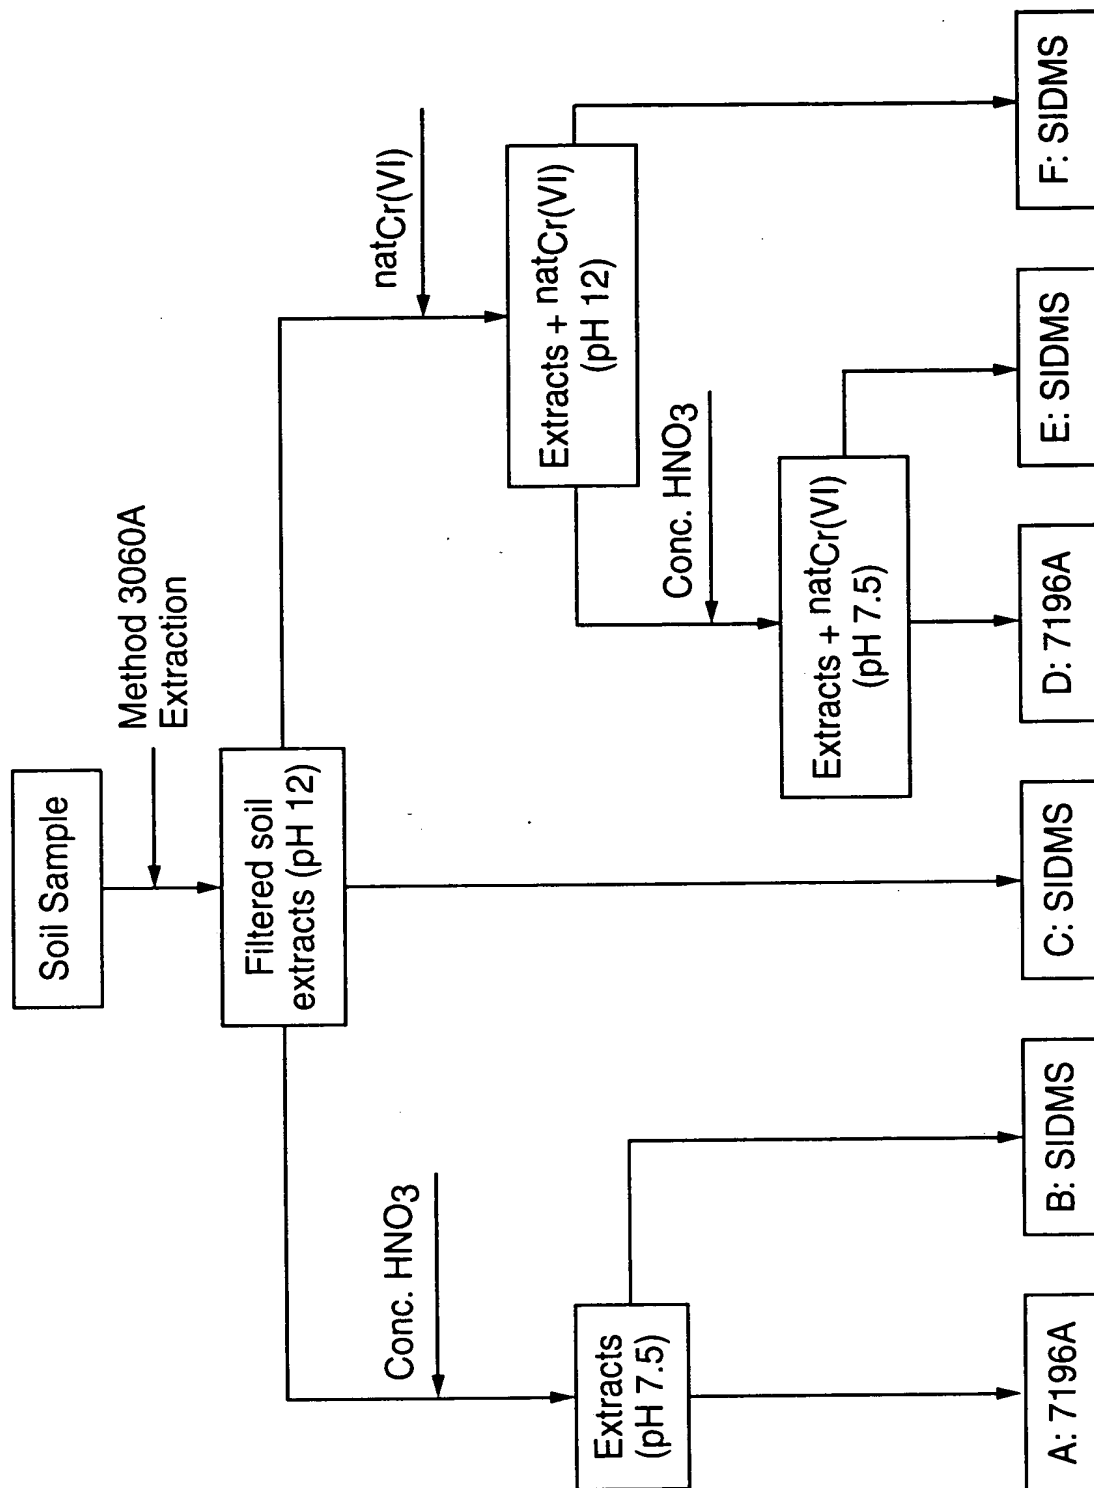 Soil Sample
Method 3060A
Extraction
Filtered soil
extracts (pH 12)
Conc. HNO3
natCr(VI)
Extracts
(pH 7.5)
Extracts + natCr(VI)
(pH 12)
Conc. HNO3
Extracts + natCr(VI)
(pH 7.5)
A: 7196A
B: SIDMS
C: SIDMS
D: 7196A
E: SIDMS
F: SIDMS